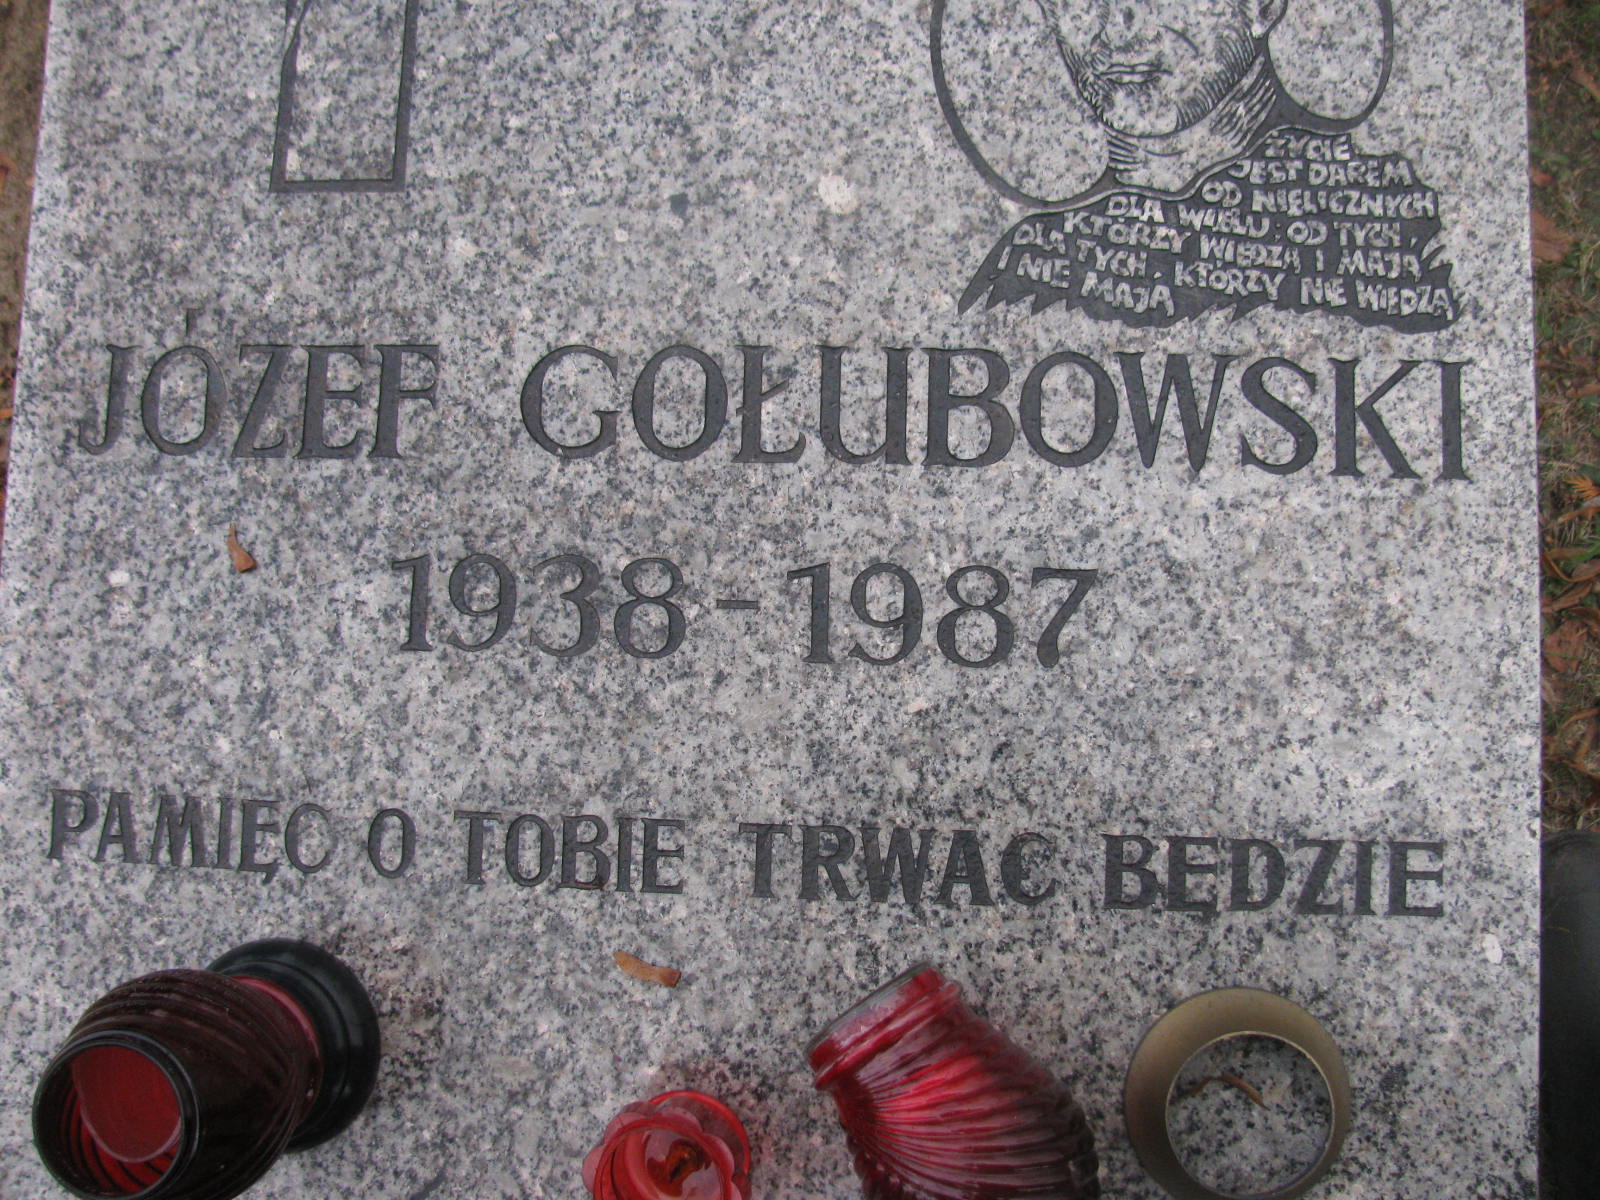 ŻYCIE
JEST DAREM
OD NIELICZNYCH
DLA WIELU; OD TYCH,
KTÓRZY WIEDZĄ I MAJĄ
DLA TYCH, KTÓRZY NIE WIEDZĄ
I NIE MAJĄ
JÓZEF GOŁUBOWSKI
1938-1987
PAMIĘC O TOBIE TRWAĆ BĘDZIE